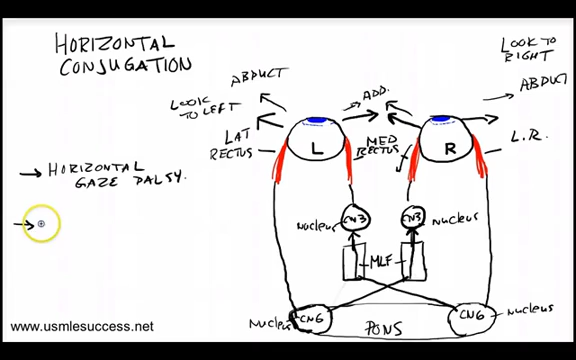 HORIZONTAL
CONJUGATION
LOOK TO
RIGHT
ABDUCT
ABDUCT
ADD.
LOOK
TO LEFT
LAT
RECTUS
L
MED
RECTUS
R
L.R.
→ HORIZONTAL
GAZE PALSY.
Nucleus
CN3
CN3
Nucleus
MLF
Nucleus
CN6
PONS
CN6
Nucleus
www.usmlesuccess.net